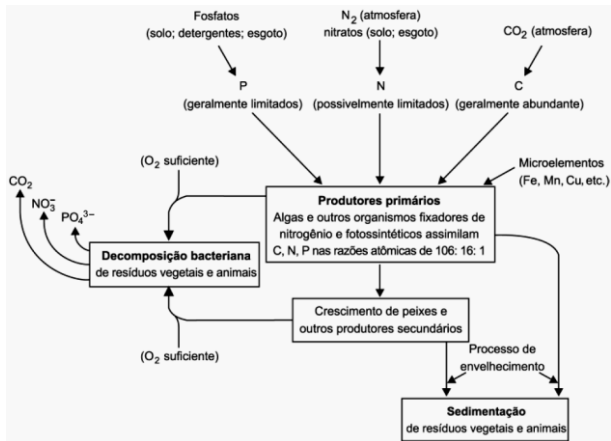 Fosfatos
(solo; detergentes; esgoto)
N₂ (atmosfera)
nitratos (solo; esgoto)
CO₂ (atmosfera)
P
(geralmente limitados)
N
(possivelmente limitados)
C
(geralmente abundante)
(O₂ suficiente)
Microelementos
(Fe, Mn, Cu, etc.)
CO₂
NO₃⁻
PO₄³⁻
Produtores primários
Algas e outros organismos fixadores de
nitrogênio e fotossintéticos assimilam
C, N, P nas razões atômicas de 106: 16: 1
Decomposição bacteriana
de resíduos vegetais e animais
Crescimento de peixes e
outros produtores secundários
(O₂ suficiente)
Processo de
envelhecimento
Sedimentação
de resíduos vegetais e animais